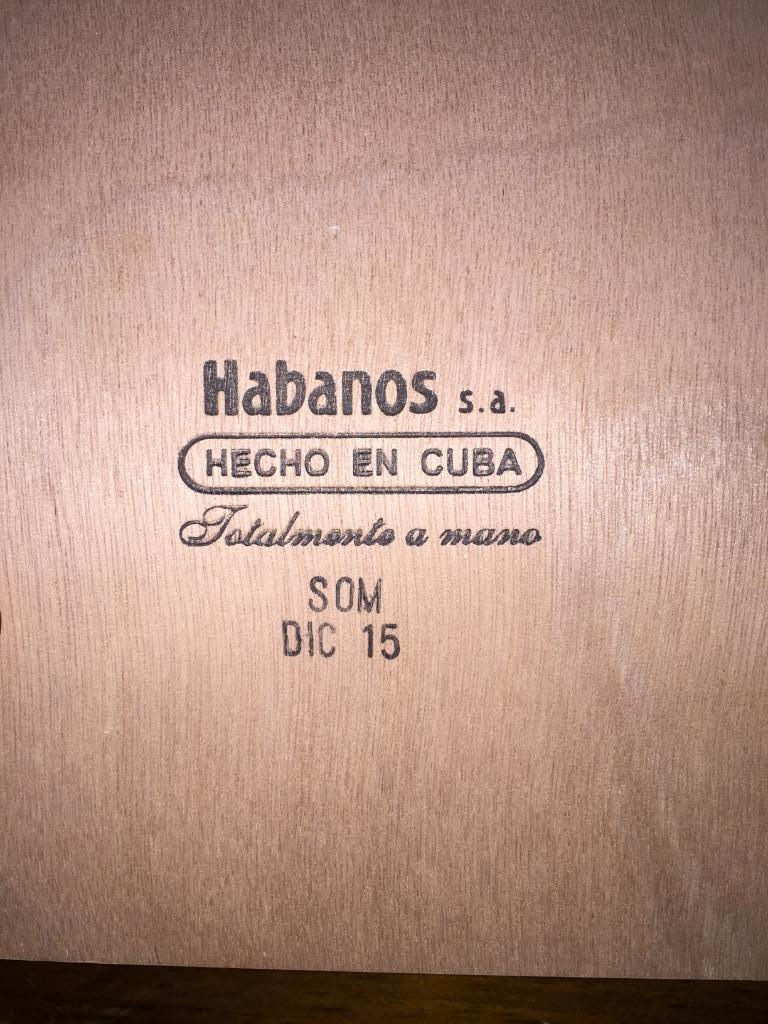 Habanos s.a.
HECHO EN CUBA
Totalmente a mano
SOM
DIC 15